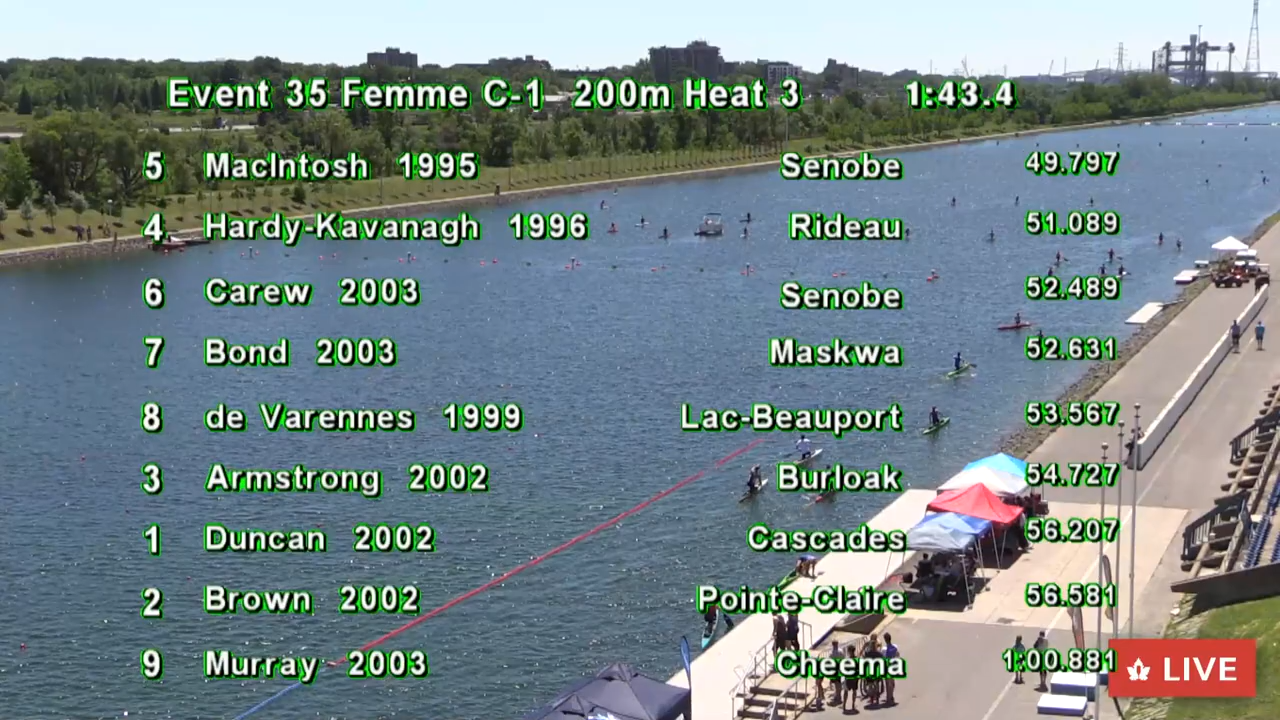 Event 35 Femme C-1 200m Heat 3 1:43.4
5 MacIntosh 1995 Senobe 49.797
4 Hardy-Kavanagh 1996 Rideau 51.089
6 Carew 2003 Senobe 52.489
7 Bond 2003 Maskwa 52.631
8 de Varennes 1999 Lac-Beauport 53.567
3 Armstrong 2002 Burloak 54.727
1 Duncan 2002 Cascades 56.207
2 Brown 2002 Pointe-Claire 56.581
9 Murray 2003 Cheema 1:00.881
LIVE